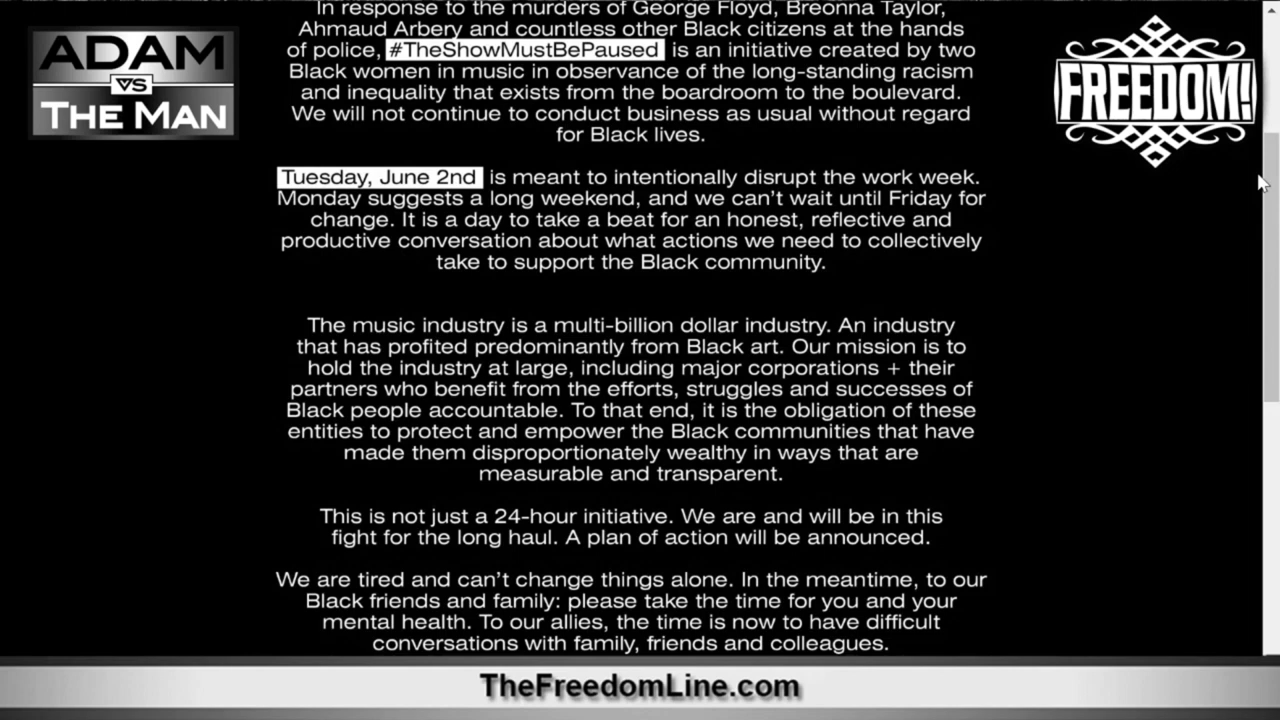 In response to the murders of George Floyd, Breonna Taylor,
Ahmaud Arbery and countless other Black citizens at the hands
of police, #TheShowMustBePaused is an initiative created by two
Black women in music in observance of the long-standing racism
and inequality that exists from the boardroom to the boulevard.
We will not continue to conduct business as usual without regard
for Black lives.
ADAM
VS
THE MAN
FREEDOM!
Tuesday, June 2nd is meant to intentionally disrupt the work week.
Monday suggests a long weekend, and we can't wait until Friday for
change. It is a day to take a beat for an honest, reflective and
productive conversation about what actions we need to collectively
take to support the Black community.
The music industry is a multi-billion dollar industry. An industry
that has profited predominantly from Black art. Our mission is to
hold the industry at large, including major corporations + their
partners who benefit from the efforts, struggles and successes of
Black people accountable. To that end, it is the obligation of these
entities to protect and empower the Black communities that have
made them disproportionately wealthy in ways that are
measurable and transparent.
This is not just a 24-hour initiative. We are and will be in this
fight for the long haul. A plan of action will be announced.
We are tired and can't change things alone. In the meantime, to our
Black friends and family: please take the time for you and your
mental health. To our allies, the time is now to have difficult
conversations with family, friends and colleagues.
TheFreedomLine.com